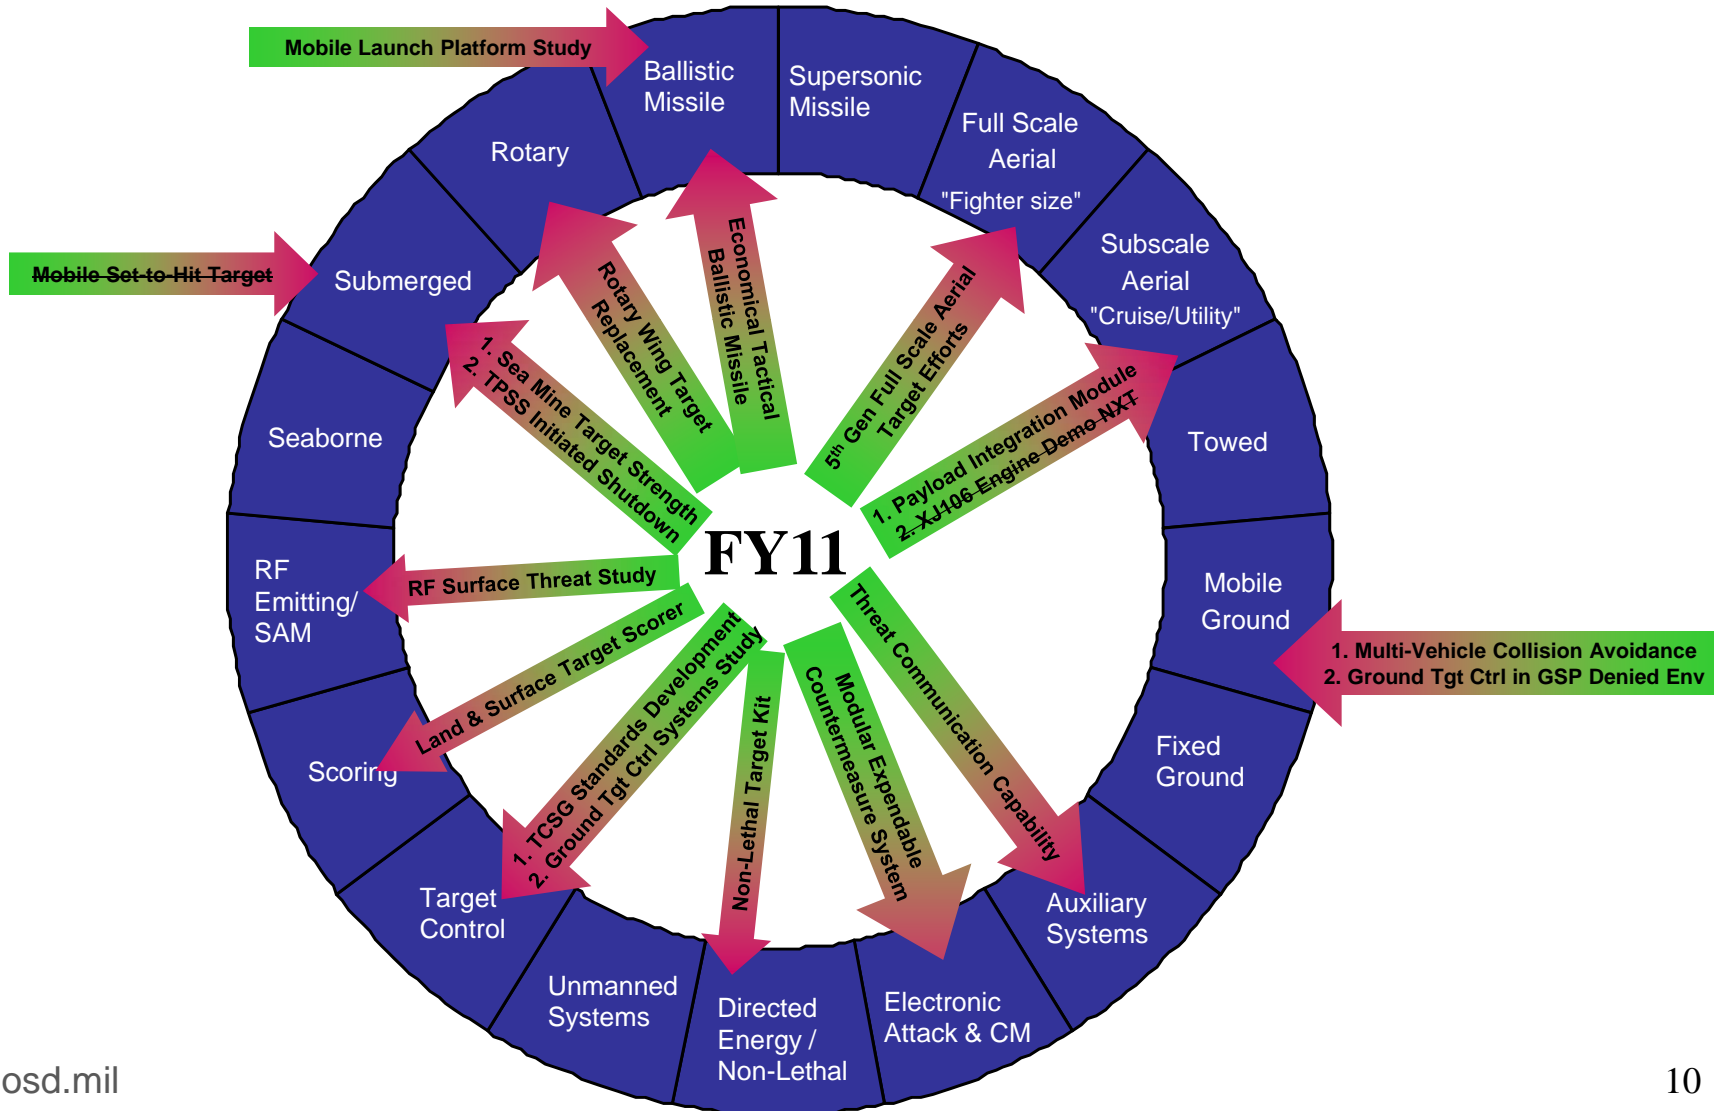 Mobile Launch Platform Study
Ballistic
Missile
Supersonic
Missile
Full Scale
Aerial
"Fighter size"
Rotary
Subscale
Aerial
"Cruise/Utility"
Mobile Set-to-Hit Target
Submerged
Economical Tactical
Ballistic Missile
Rotary Wing Target
Replacement
5th Gen Full Scale Aerial
Target Efforts
1. Sea Mine Target Strength
2. TPSS Initiated Shutdown
1. Payload Integration Module
2. XJ106 Engine Demo NXT
Seaborne
Towed
FY11
RF
Emitting/
SAM
RF Surface Threat Study
Mobile
Ground
1. Multi-Vehicle Collision Avoidance
2. Ground Tgt Ctrl in GSP Denied Env
Land & Surface Target Scorer
Scoring
1. TCSG Standards Development
2. Ground Tgt Ctrl Systems Study
Non-Lethal Target Kit
Modular Expendable
Countermeasure System
Threat Communication Capability
Fixed
Ground
Target
Control
Auxiliary
Systems
Unmanned
Systems
Directed
Energy /
Non-Lethal
Electronic
Attack & CM
osd.mil
10